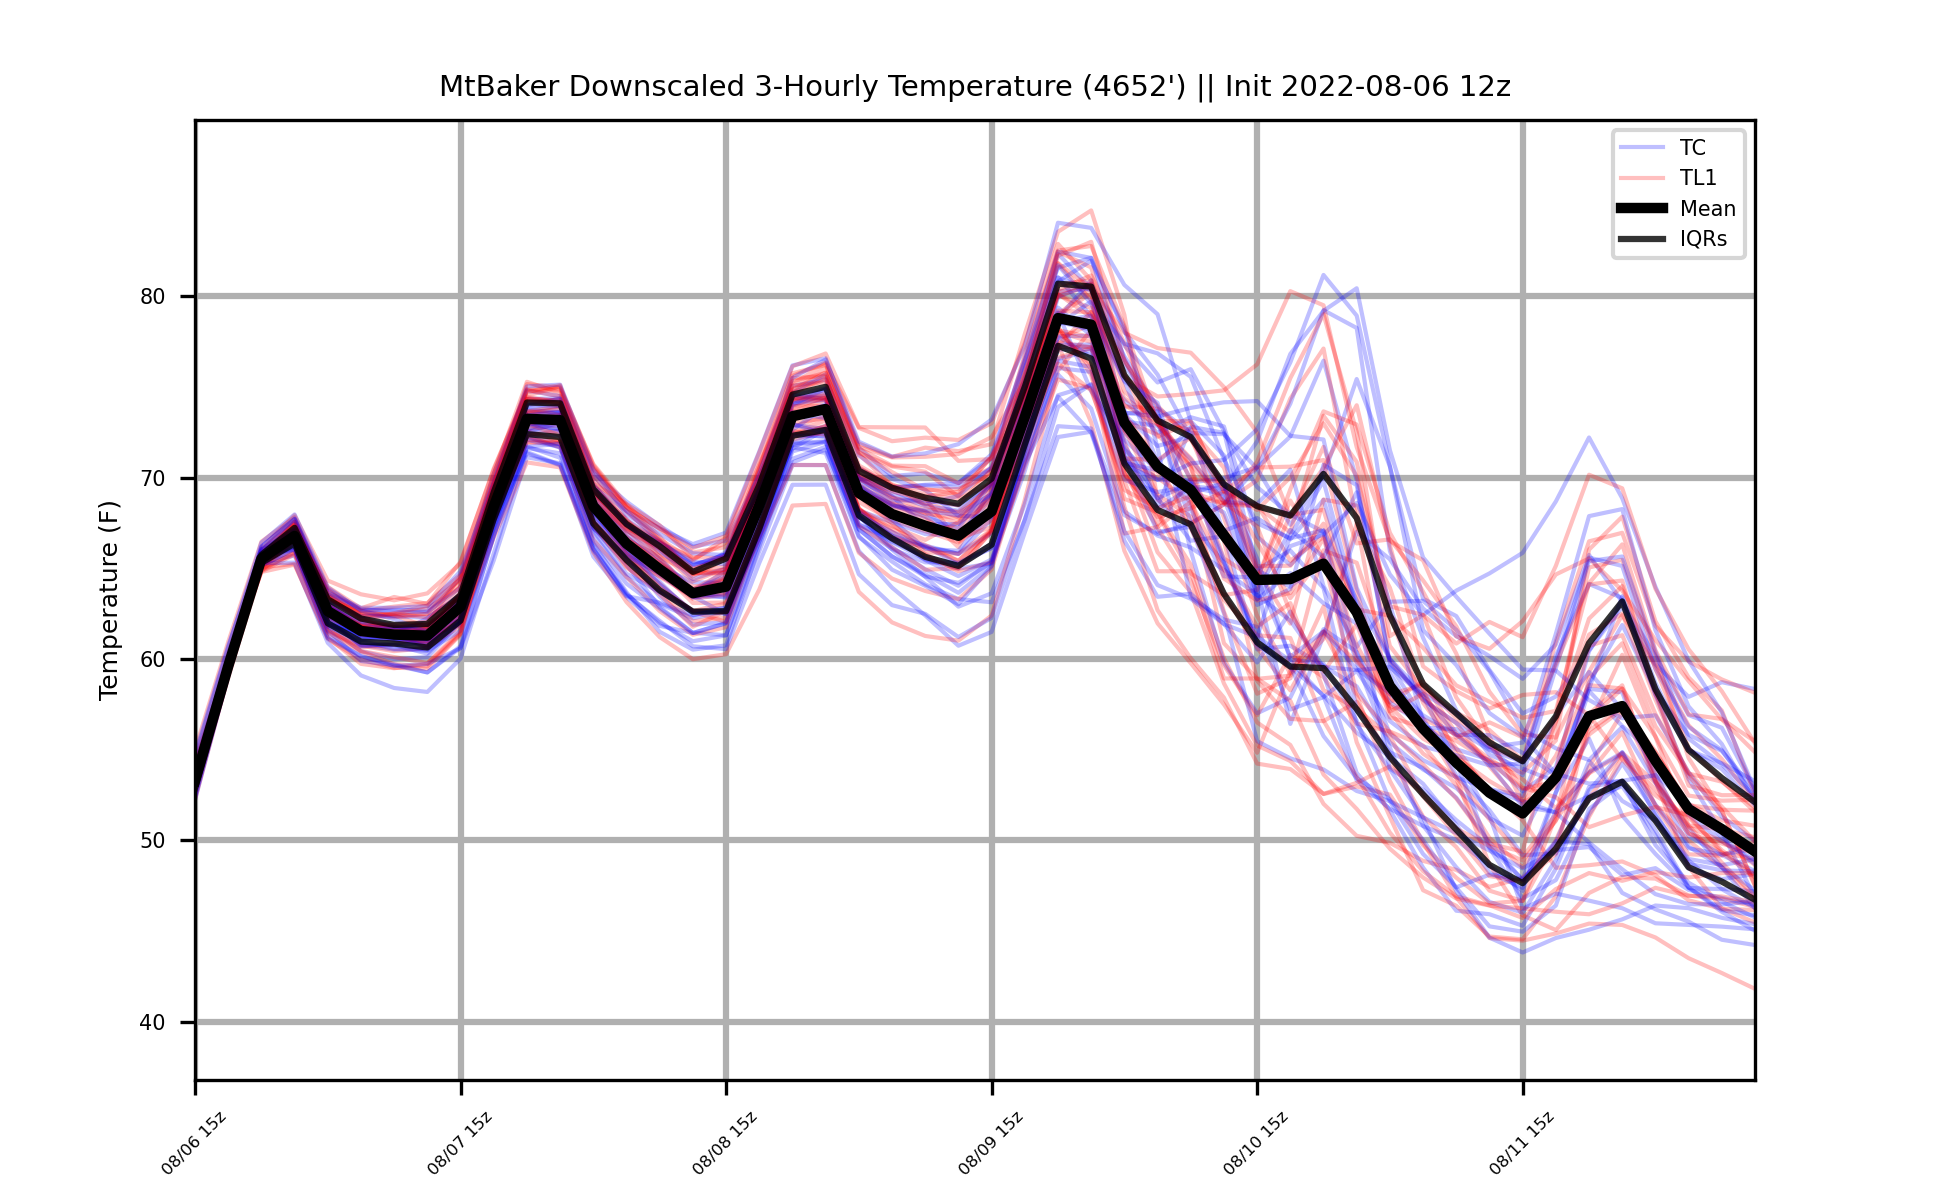 MtBaker Downscaled 3-Hourly Temperature (4652') || Init 2022-08-06 12z
TC
TL1
Mean
IQRs
Temperature (F)
80
70
60
50
40
08/06 15z
08/07 15z
08/08 15z
08/09 15z
08/10 15z
08/11 15z